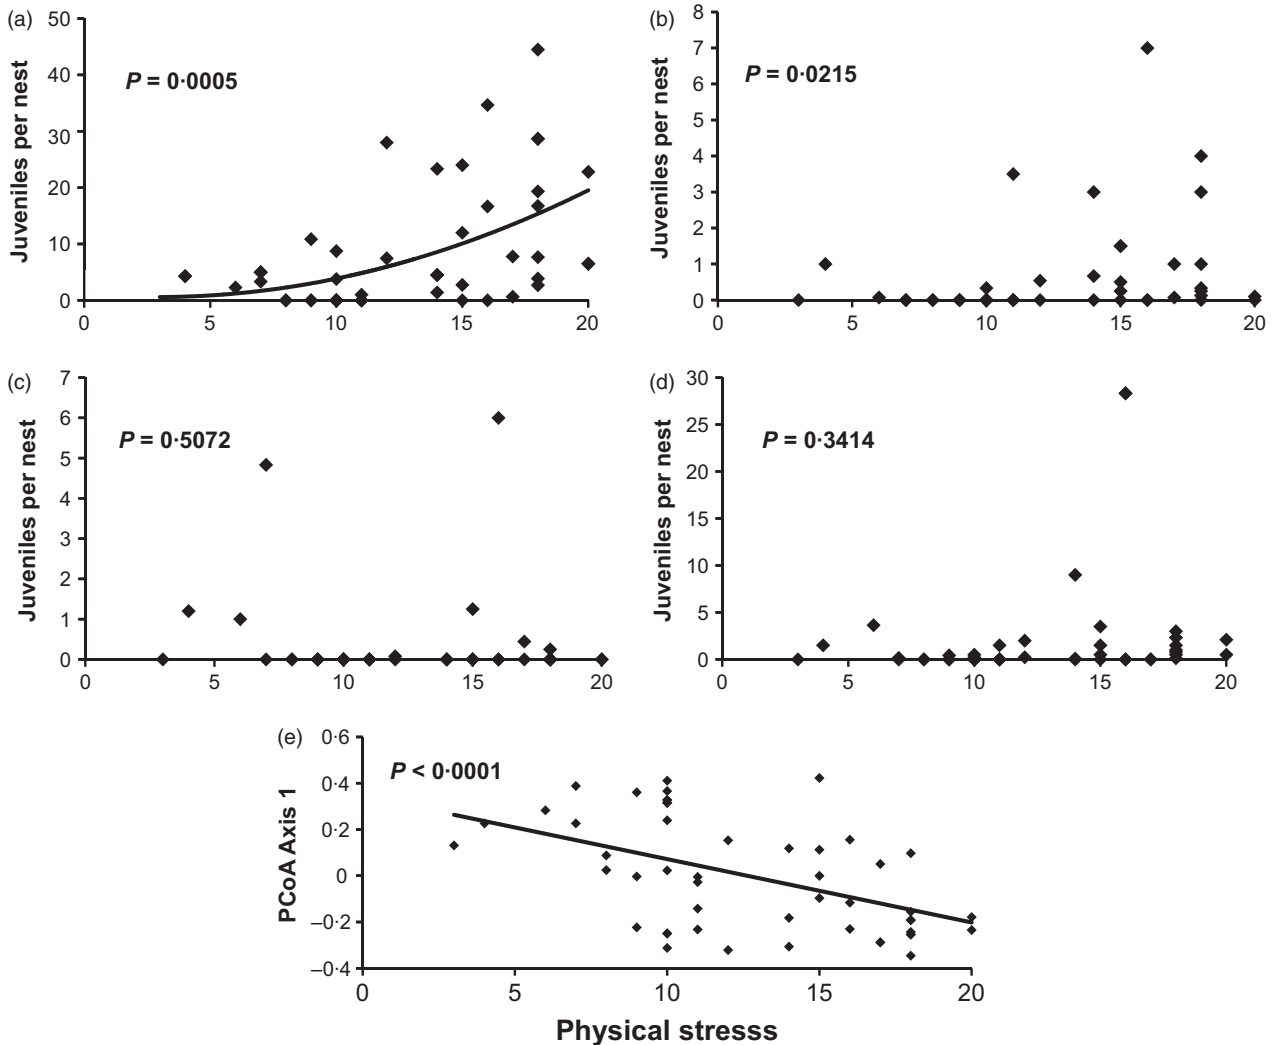 (a)
50
40
30
20
10
0
Juveniles per nest
P = 0·0005
0 5 10 15 20
(b)
8
7
6
5
4
3
2
1
0
Juveniles per nest
P = 0·0215
0 5 10 15 20
(c)
7
6
5
4
3
2
1
0
Juveniles per nest
P = 0·5072
0 5 10 15 20
(d)
30
25
20
15
10
5
0
Juveniles per nest
P = 0·3414
0 5 10 15 20
(e)
0·6
0·4
0·2
0
–0·2
–0·4
PCoA Axis 1
P < 0·0001
0 5 10 15 20
Physical stresss